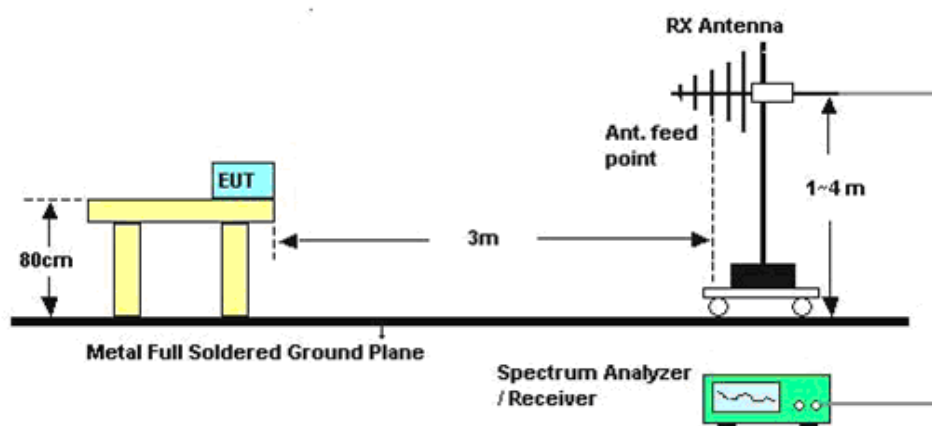 RX Antenna
Ant. feed
point
EUT
1~4 m
3m
80cm
Metal Full Soldered Ground Plane
Spectrum Analyzer
/ Receiver